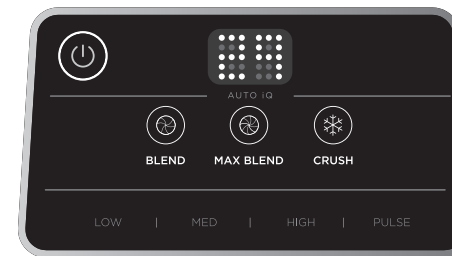 AUTO iQ
BLEND MAX BLEND CRUSH
LOW | MED | HIGH | PULSE